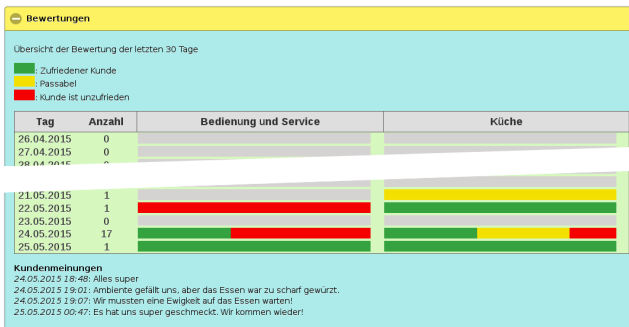 Bewertungen
Übersicht der Bewertung der letzten 30 Tage
: Zufriedener Kunde
: Passabel
: Kunde ist unzufrieden
Tag Anzahl Bedienung und Service Küche
26.04.2015 0
27.04.2015 0
28.04.2015
21.05.2015 1
22.05.2015 1
23.05.2015 0
24.05.2015 17
25.05.2015 1
Kundenmeinungen
24.05.2015 18:48: Alles super
24.05.2015 19:01: Ambiente gefällt uns, aber das Essen war zu scharf gewürzt.
24.05.2015 19:07: Wir mussten eine Ewigkeit auf das Essen warten!
25.05.2015 00:47: Es hat uns super geschmeckt. Wir kommen wieder!